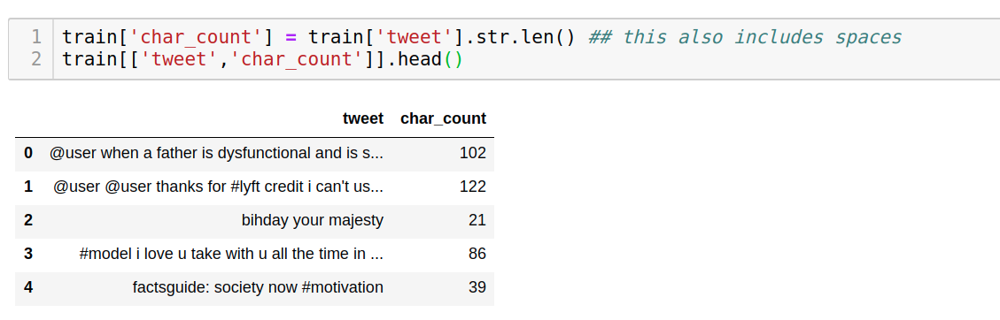 1 train['char_count'] = train['tweet'].str.len() ## this also includes spaces
2 train[['tweet','char_count']].head()
tweet char_count
0 @user when a father is dysfunctional and is s... 102
1 @user @user thanks for #lyft credit i can't us... 122
2 bihday your majesty 21
3 #model i love u take with u all the time in ... 86
4 factsguide: society now #motivation 39